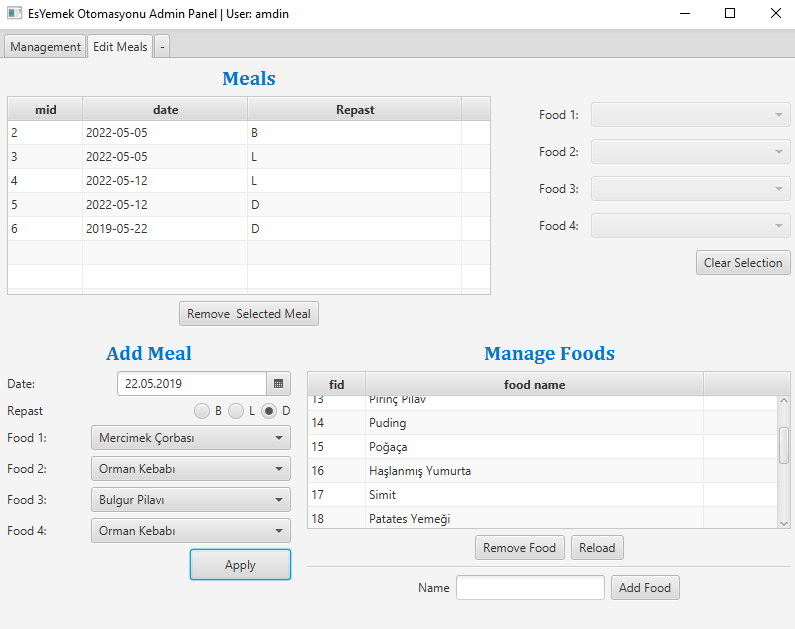 EsYemek Otomasyonu Admin Panel | User: amdin
Management Edit Meals -
Meals
mid date Repast
2 2022-05-05 B
3 2022-05-05 L
4 2022-05-12 L
5 2022-05-12 D
6 2019-05-22 D
Remove Selected Meal
Food 1:
Food 2:
Food 3:
Food 4:
Clear Selection
Add Meal
Date: 22.05.2019
Repast B L D
Food 1: Mercimek Çorbası
Food 2: Orman Kebabı
Food 3: Bulgur Pilavı
Food 4: Orman Kebabı
Apply
Manage Foods
fid food name
13 Pirinç Pilav
14 Puding
15 Poğaça
16 Haşlanmış Yumurta
17 Simit
18 Patates Yemeği
Remove Food Reload
Name Add Food